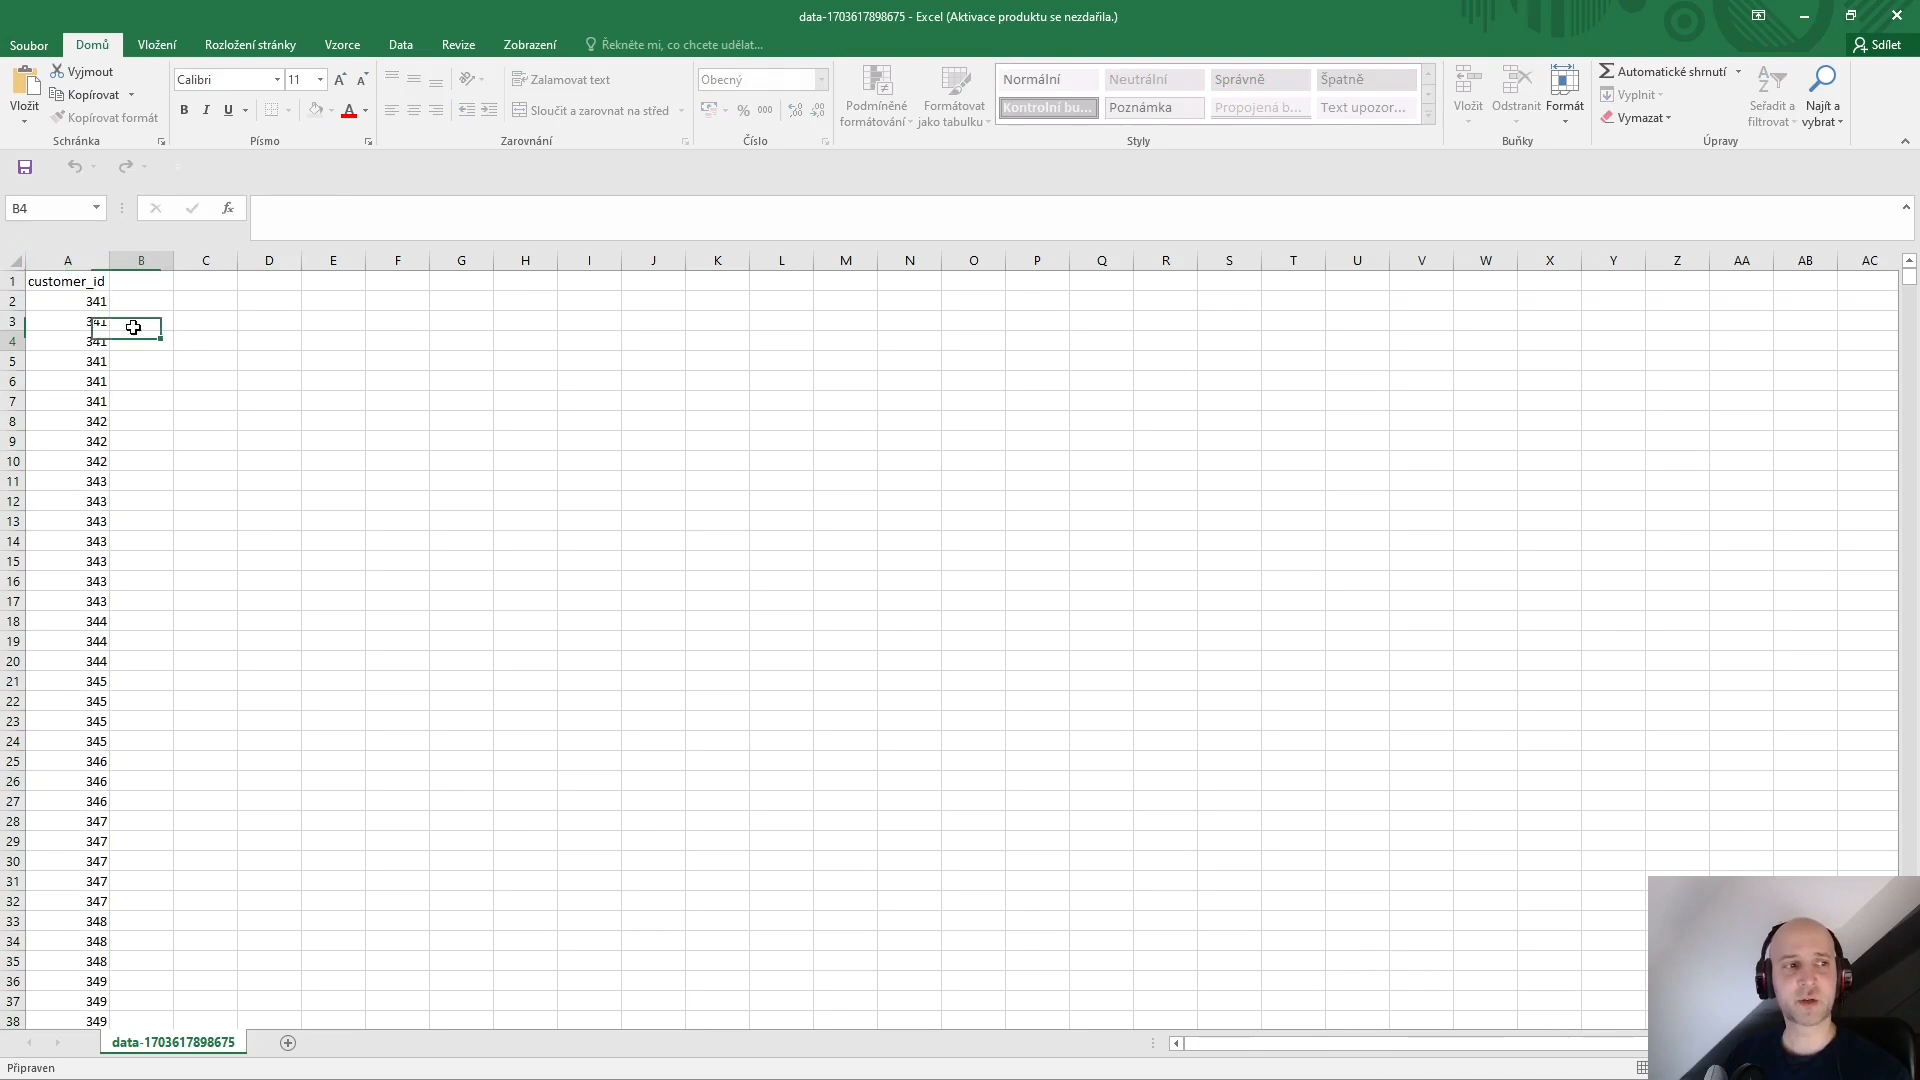 data-1703617898675 - Excel (Aktivace produktu se nezdařila.)
Soubor Domů Vložení Rozložení stránky Vzorce Data Revize Zobrazení Řekněte mi, co chcete udělat... Sdílet
Vložit
Vyjmout
Kopírovat
Kopírovat formát
Schránka
Calibri 11
B I U
Písmo
Zalamovat text
Sloučit a zarovnat na střed
Zarovnání
Obecný
% 000
Číslo
Podmíněné formátování
Formátovat jako tabulku
Normální Neutrální Správně Špatně
Kontrolní bu... Poznámka Propojená b... Text upozor...
Styly
Vložit Odstranit Formát
Buňky
Automatické shrnutí
Vyplnit
Vymazat
Seřadit a filtrovat
Najít a vybrat
Úpravy
B4 fx
A B C D E F G H I J K L M N O P Q R S T U V W X Y Z AA AB AC
1 customer_id
2 341
3 341
4 341
5 341
6 341
7 341
8 342
9 342
10 342
11 343
12 343
13 343
14 343
15 343
16 343
17 343
18 344
19 344
20 344
21 345
22 345
23 345
24 345
25 346
26 346
27 346
28 347
29 347
30 347
31 347
32 347
33 348
34 348
35 348
36 349
37 349
38 349
data-1703617898675
Připraven